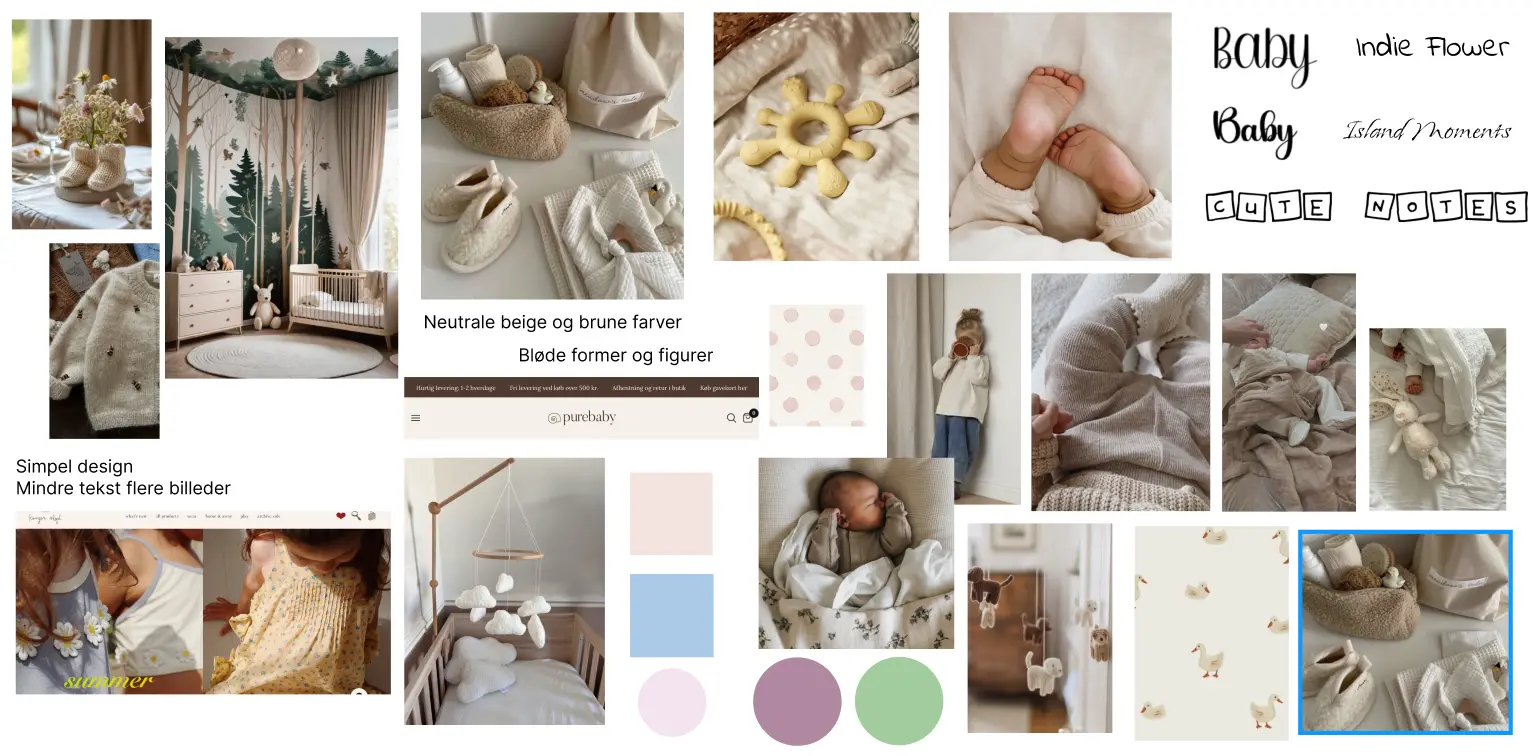 Baby
Indie Flower
Baby
Island Moments
CUTE NOTES
Neutrale beige og brune farver
Bløde former og figurer
Hurtig levering: 1-2 hverdage
Fri levering ved køb over 500 kr.
Afhentning og retur i butik
Køb gavekort her
purebaby
0
Simpel design
Mindre tekst flere billeder
what's new
all products
wear
home & wear
play
archive sale
summer